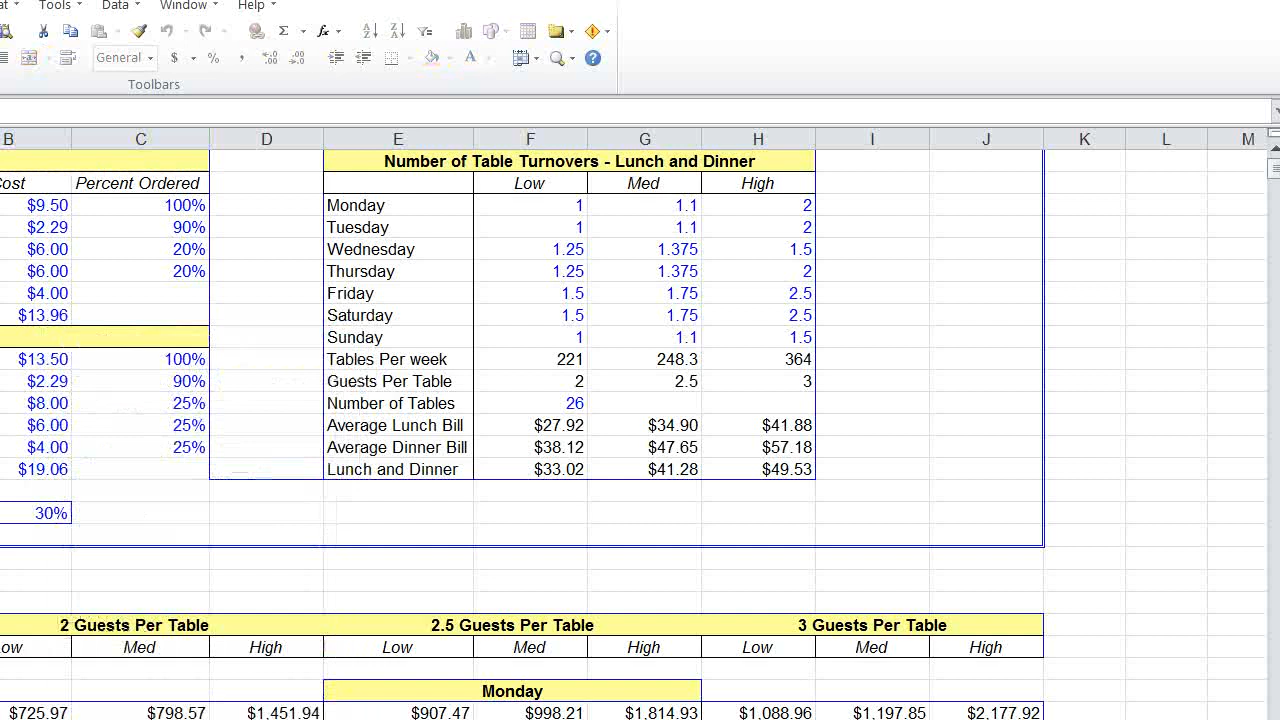 Tools Data Window Help
General $ % ,
Toolbars
B C D E F G H I J K L M
Number of Table Turnovers - Lunch and Dinner
Percent Ordered Low Med High
$9.50 100% Monday 1 1.1 2
$2.29 90% Tuesday 1 1.1 2
$6.00 20% Wednesday 1.25 1.375 1.5
$6.00 20% Thursday 1.25 1.375 2
$4.00 Friday 1.5 1.75 2.5
$13.96 Saturday 1.5 1.75 2.5
Sunday 1 1.1 1.5
$13.50 100% Tables Per week 221 248.3 364
$2.29 90% Guests Per Table 2 2.5 3
$8.00 25% Number of Tables 26
$6.00 25% Average Lunch Bill $27.92 $34.90 $41.88
$4.00 25% Average Dinner Bill $38.12 $47.65 $57.18
$19.06 Lunch and Dinner $33.02 $41.28 $49.53
30%
2 Guests Per Table 2.5 Guests Per Table 3 Guests Per Table
Med High Low Med High Low Med High
Monday
$725.97 $798.57 $1,451.94 $907.47 $998.21 $1,814.93 $1,088.96 $1,197.85 $2,177.92